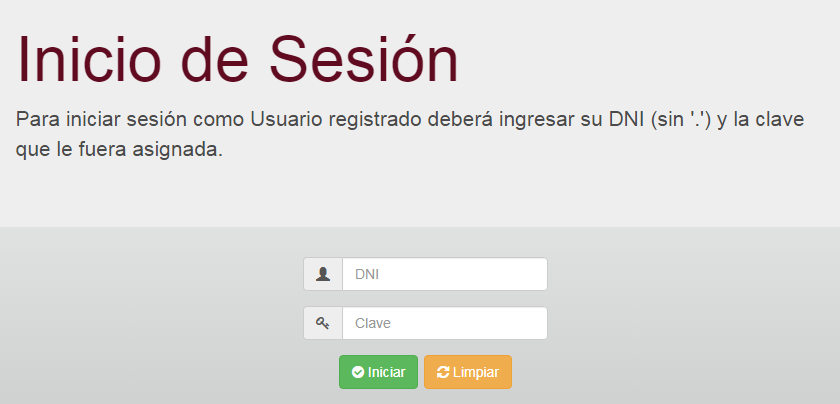 Inicio de Sesión
Para iniciar sesión como Usuario registrado deberá ingresar su DNI (sin '.') y la clave
que le fuera asignada.
DNI
Clave
Iniciar Limpiar